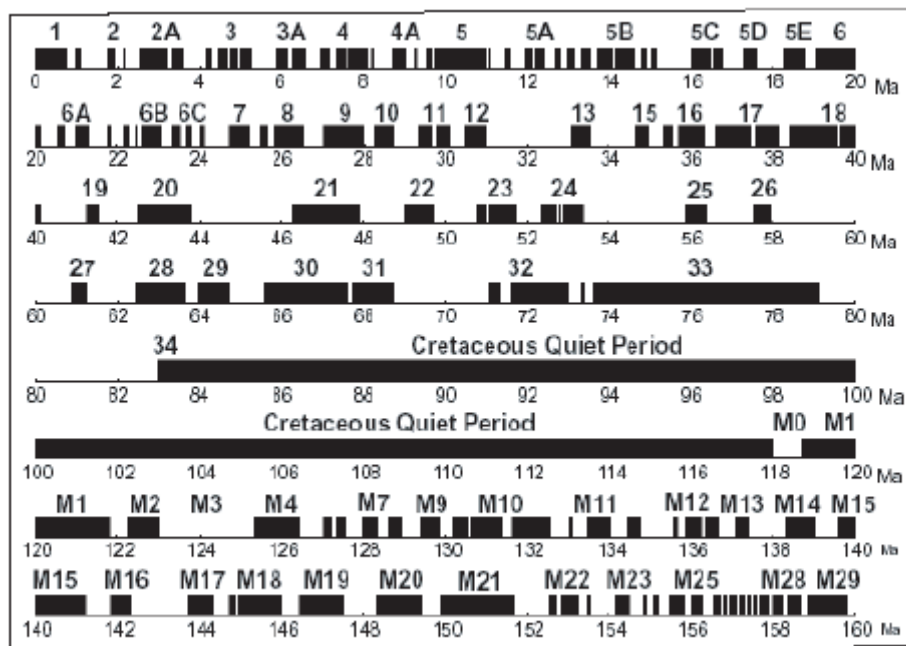 1 2 2A 3 3A 4 4A 5 5A 5B 5C 5D 5E 6
0 2 4 6 8 10 12 14 16 18 20 Ma
6A 6B 6C 7 8 9 10 11 12 13 15 16 17 18
20 22 24 26 28 30 32 34 36 38 40 Ma
19 20 21 22 23 24 25 26
40 42 44 46 48 50 52 54 56 58 60 Ma
27 28 29 30 31 32 33
60 62 64 66 68 70 72 74 76 78 80 Ma
34 Cretaceous Quiet Period
80 82 84 86 88 90 92 94 96 98 100 Ma
Cretaceous Quiet Period M0 M1
100 102 104 106 108 110 112 114 116 118 120 Ma
M1 M2 M3 M4 M7 M9 M10 M11 M12 M13 M14 M15
120 122 124 126 128 130 132 134 136 138 140 Ma
M15 M16 M17 M18 M19 M20 M21 M22 M23 M25 M28 M29
140 142 144 146 148 150 152 154 156 158 160 Ma